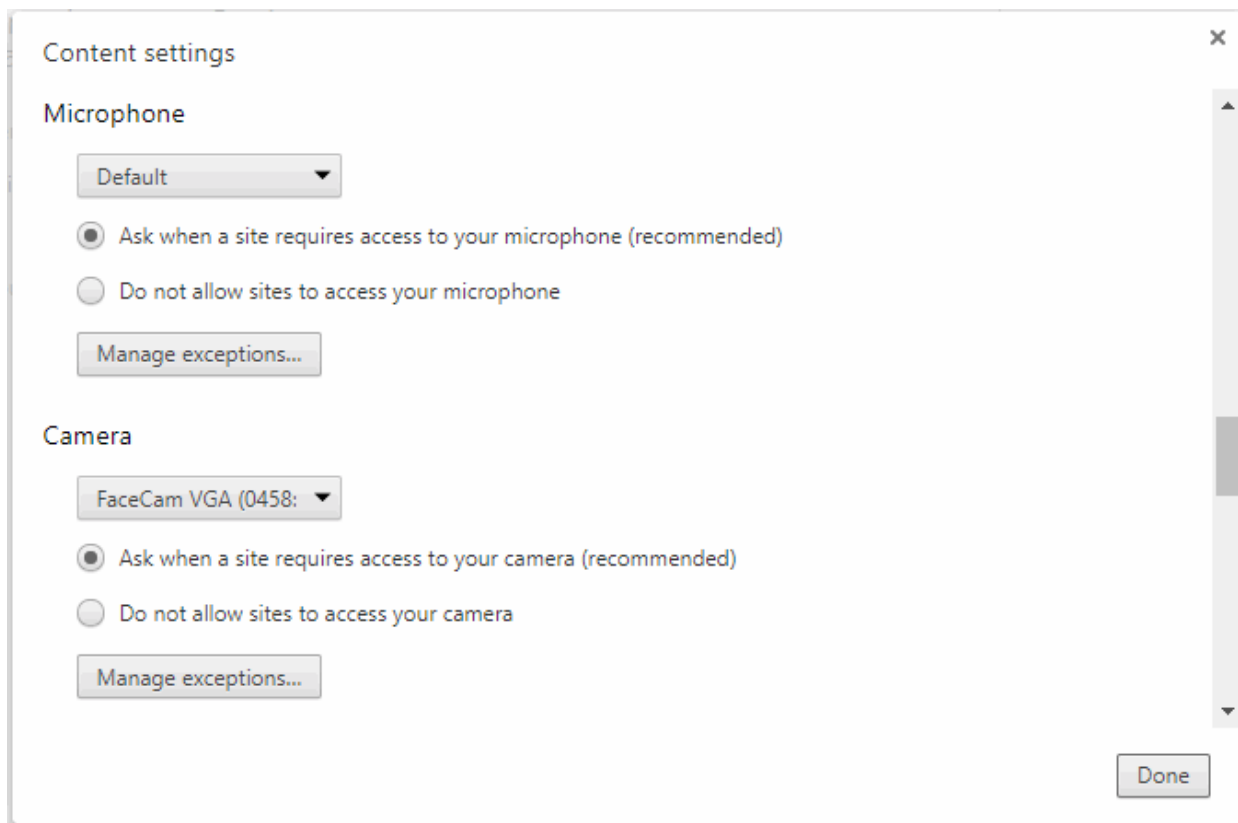 Content settings
Microphone
Default
Ask when a site requires access to your microphone (recommended)
Do not allow sites to access your microphone
Manage exceptions...
Camera
FaceCam VGA (0458:
Ask when a site requires access to your camera (recommended)
Do not allow sites to access your camera
Manage exceptions...
Done